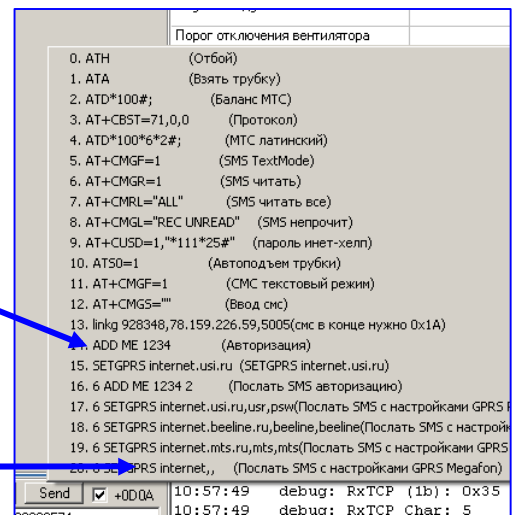 Порог отключения вентилятора
0. ATH (Отбой)
1. ATA (Взять трубку)
2. ATD*100#; (Баланс МТС)
3. AT+CBST=71,0,0 (Протокол)
4. ATD*100*6*2#; (МТС латинский)
5. AT+CMGF=1 (SMS TextMode)
6. AT+CMGR=1 (SMS читать)
7. AT+CMRL="ALL" (SMS читать все)
8. AT+CMGL="REC UNREAD" (SMS непрочит)
9. AT+CUSD=1,"*111*25#" (пароль инет-хелп)
10. ATS0=1 (Автоподъем трубки)
11. AT+CMGF=1 (СМС текстовый режим)
12. AT+CMGS="" (Ввод смс)
13. linkg 928348,78.159.226.59,5005(смс в конце нужно 0x1A)
14. ADD ME 1234 (Авторизация)
15. SETGPRS internet.usi.ru (SETGPRS internet.usi.ru)
16. 6 ADD ME 1234 2 (Послать SMS авторизацию)
17. 6 SETGPRS internet.usi.ru,usr,psw(Послать SMS с настройками GPRS
18. 6 SETGPRS internet.beeline.ru,beeline,beeline(Послать SMS с настройк
19. 6 SETGPRS internet.mts.ru,mts,mts(Послать SMS с настройками GPRS
20. 6 SETGPRS internet,, (Послать SMS с настройками GPRS Megafon)
Send +0D0A 10:57:49 debug: RxTCP (1b): 0x35
10:57:49 debug: RxTCP Char: 5